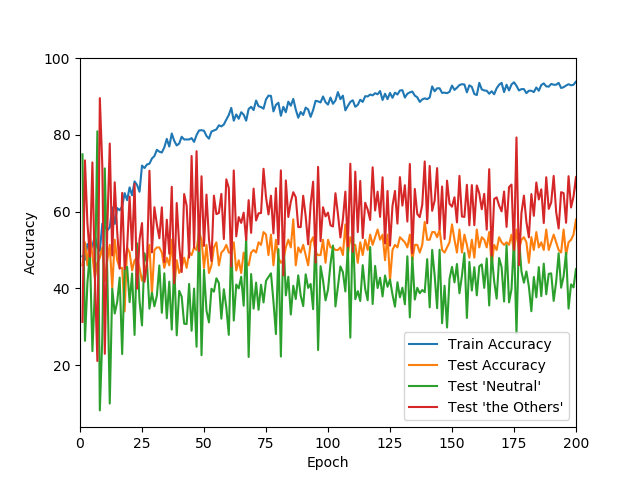 100
80
60
40
20
0 25 50 75 100 125 150 175 200
Accuracy
Epoch
Train Accuracy
Test Accuracy
Test 'Neutral'
Test 'the Others'